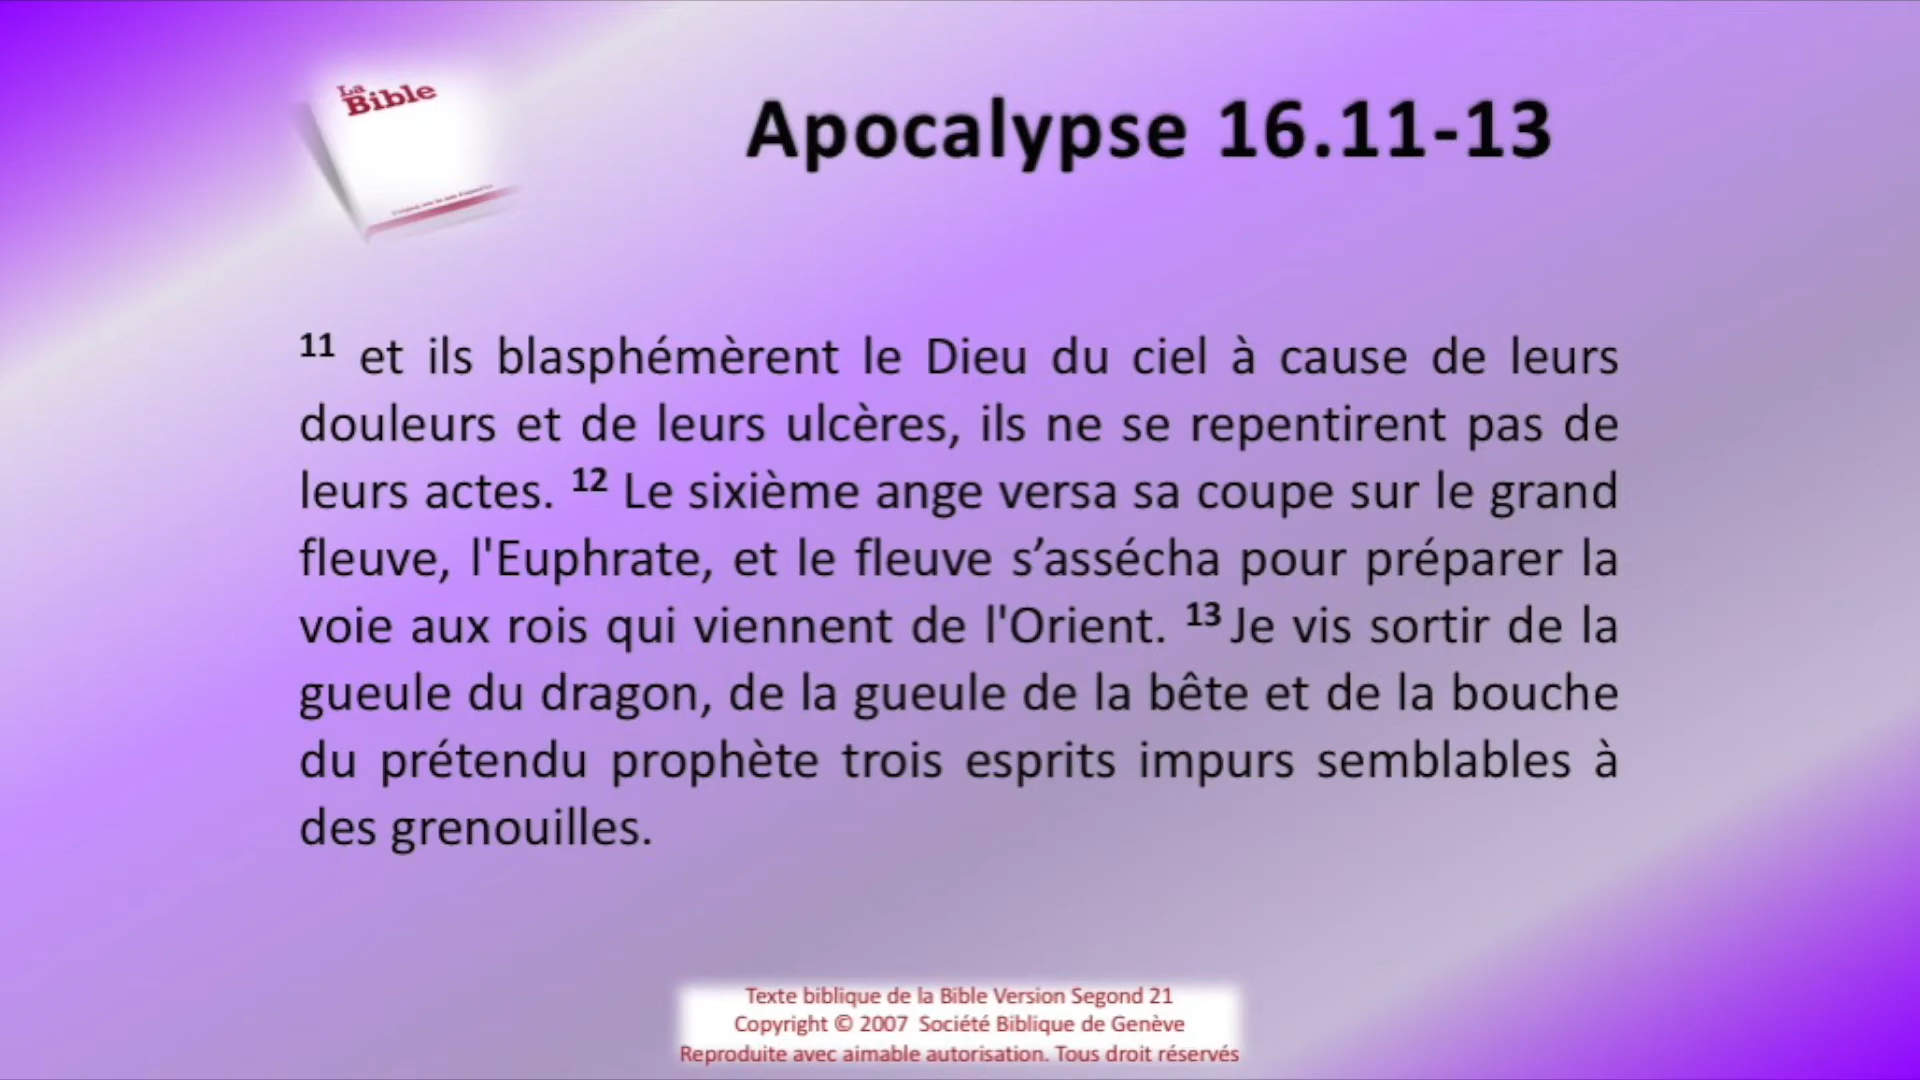 La
Bible
Apocalypse 16.11-13
11 et ils blasphémèrent le Dieu du ciel à cause de leurs
douleurs et de leurs ulcères, ils ne se repentirent pas de
leurs actes. 12 Le sixième ange versa sa coupe sur le grand
fleuve, l'Euphrate, et le fleuve s’assécha pour préparer la
voie aux rois qui viennent de l'Orient. 13 Je vis sortir de la
gueule du dragon, de la gueule de la bête et de la bouche
du prétendu prophète trois esprits impurs semblables à
des grenouilles.
Texte biblique de la Bible Version Segond 21
Copyright © 2007 Société Biblique de Genève
Reproduite avec aimable autorisation. Tous droit réservés